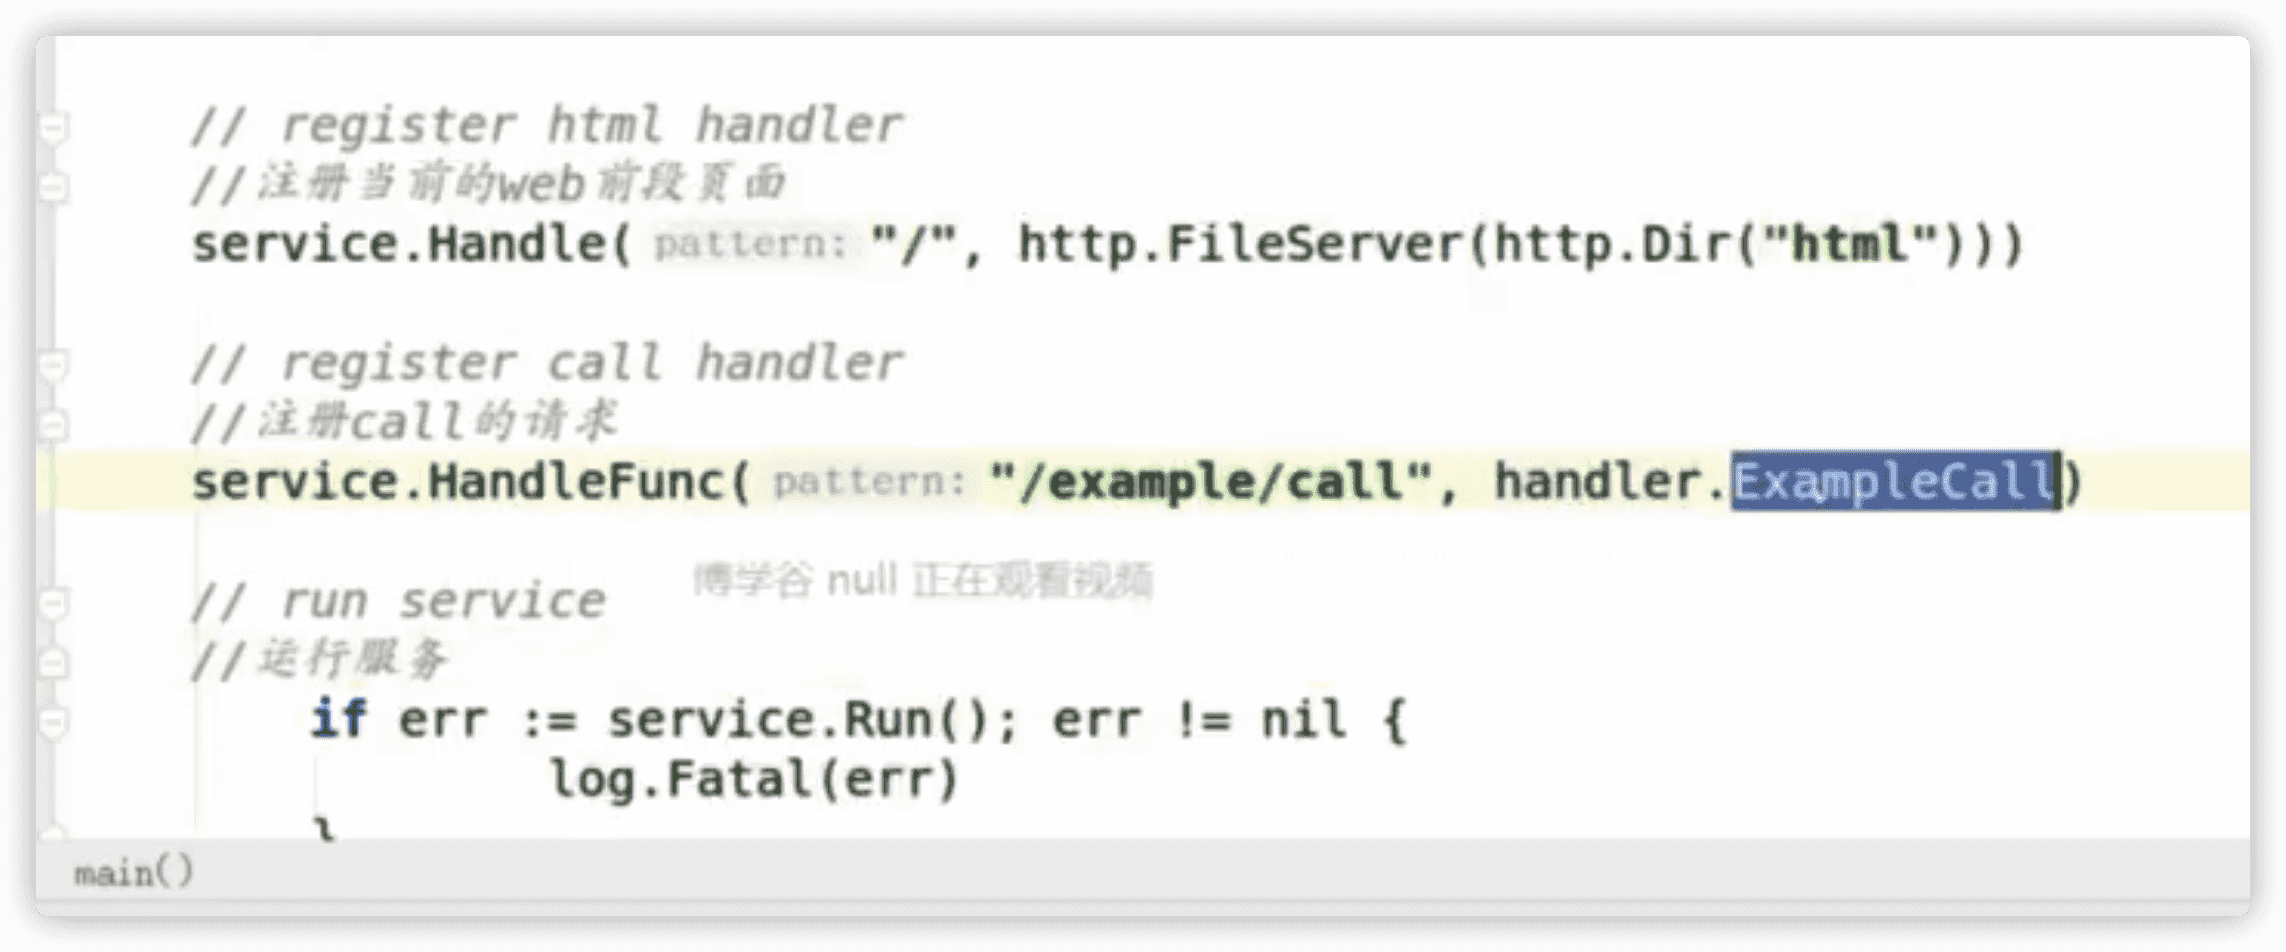 // register html handler
//注册当前的web前段页面
service.Handle( pattern: "/", http.FileServer(http.Dir("html")))
// register call handler
//注册call的请求
service.HandleFunc( pattern: "/example/call", handler.ExampleCall)
博学谷 null 正在观看视频
// run service
//运行服务
if err := service.Run(); err != nil {
log.Fatal(err)
}
main()